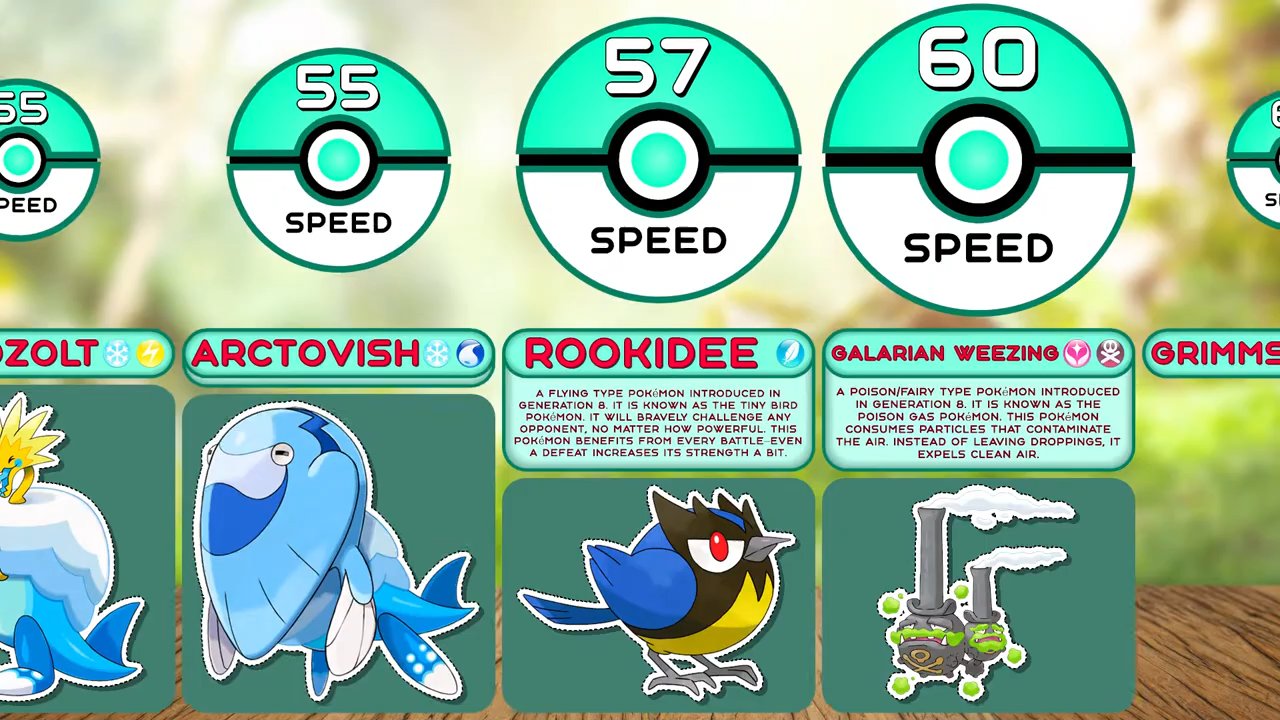 55
55
57
60
SPEED
SPEED
SPEED
ARCTOVISH
ROOKIDEE
GALARIAN WEEZING
GRIMMS
A FLYING TYPE POKéMON INTRODUCED IN
GENERATION 8. IT IS KNOWN AS THE TINY BIRD
POKéMON. IT WILL BRAVELY CHALLENGE ANY
OPPONENT, NO MATTER HOW POWERFUL. THIS
POKéMON BENEFITS FROM EVERY BATTLE-EVEN
A DEFEAT INCREASES ITS STRENGTH A BIT.
A POISON/FAIRY TYPE POKéMON INTRODUCED
IN GENERATION 8. IT IS KNOWN AS THE
POISON GAS POKéMON. THIS POKéMON
CONSUMES PARTICLES THAT CONTAMINATE
THE AIR. INSTEAD OF LEAVING DROPPINGS, IT
EXPELS CLEAN AIR.